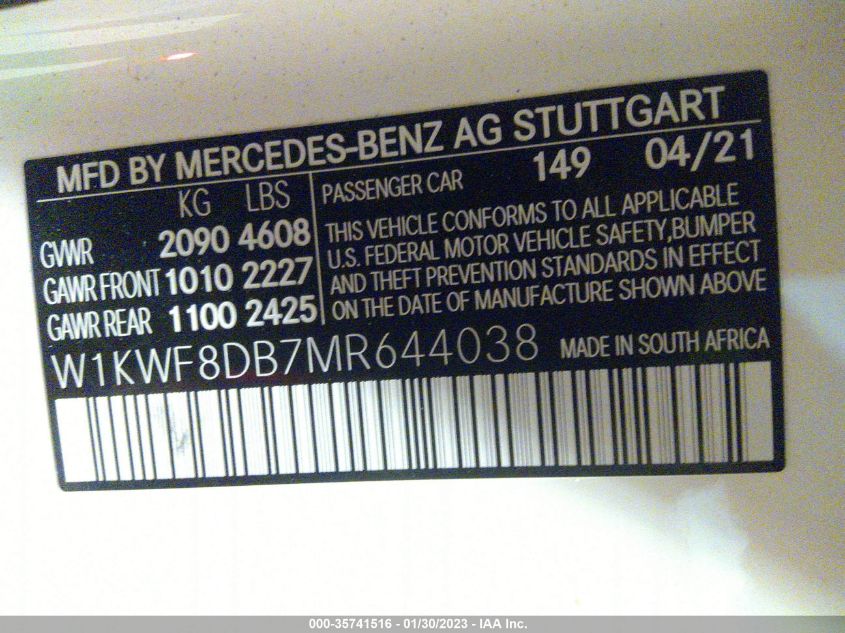 MFD BY MERCEDES-BENZ AG STUTTGART
KG LBS
GVWR 2090 4608
GAWR FRONT 1010 2227
GAWR REAR 1100 2425
PASSENGER CAR 149 04/21
THIS VEHICLE CONFORMS TO ALL APPLICABLE
U.S. FEDERAL MOTOR VEHICLE SAFETY,BUMPER
AND THEFT PREVENTION STANDARDS IN EFFECT
ON THE DATE OF MANUFACTURE SHOWN ABOVE
W1KWF8DB7MR644038 MADE IN SOUTH AFRICA
000-35741516 - 01/30/2023 - IAA Inc.